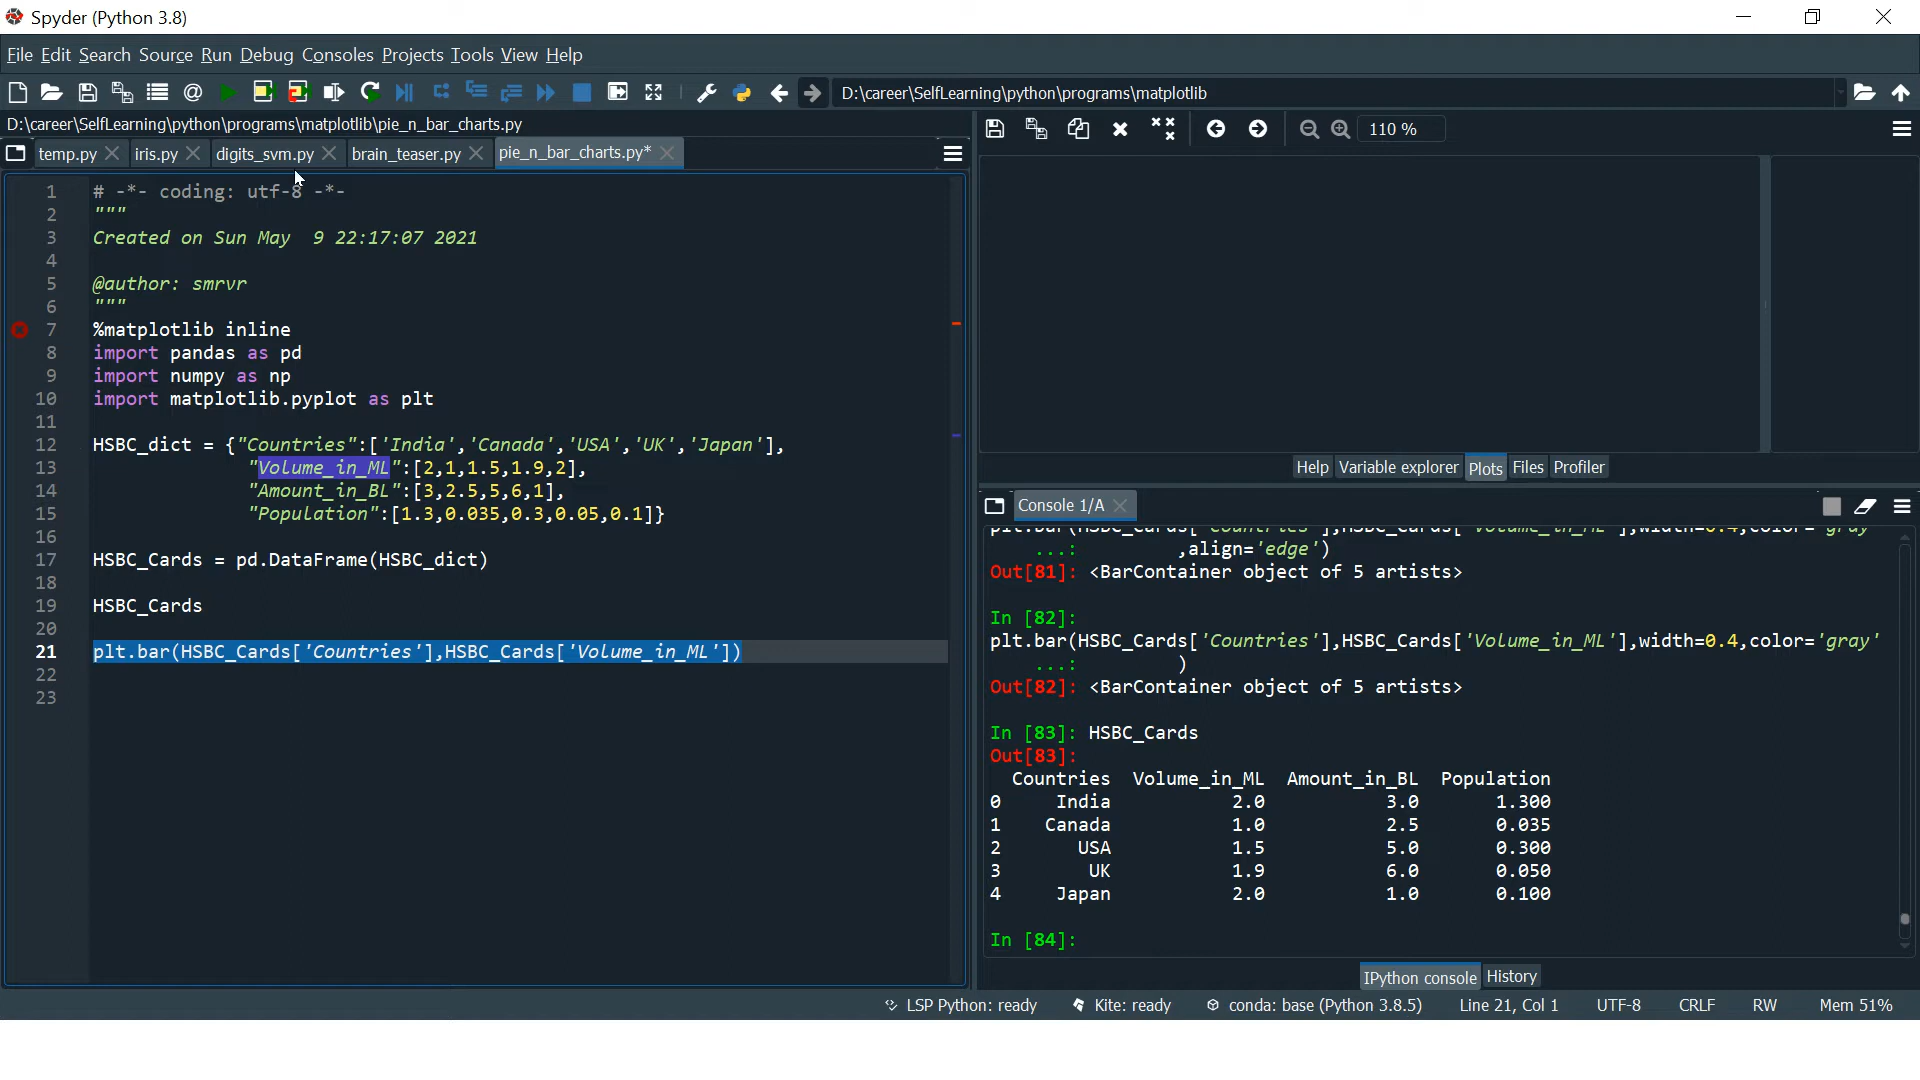 Spyder (Python 3.8)
File Edit Search Source Run Debug Consoles Projects Tools View Help
D:\career\SelfLearning\python\programs\matplotlib
D:\career\SelfLearning\python\programs\matplotlib\pie_n_bar_charts.py
temp.py iris.py digits_svm.py brain_teaser.py pie_n_bar_charts.py*
110 %
1 # -*- coding: utf-8 -*-
2 """
3 Created on Sun May  9 22:17:07 2021
4
5 @author: smrvr
6 """
7 %matplotlib inline
8 import pandas as pd
9 import numpy as np
10 import matplotlib.pyplot as plt
11
12 HSBC_dict = {"Countries":['India','Canada','USA','UK','Japan'],
13 "Volume_in_ML":[2,1,1.5,1.9,2],
14 "Amount_in_BL":[3,2.5,5,6,1],
15 "Population":[1.3,0.035,0.3,0.05,0.1]}
16
17 HSBC_Cards = pd.DataFrame(HSBC_dict)
18
19 HSBC_Cards
20
21 plt.bar(HSBC_Cards['Countries'],HSBC_Cards['Volume_in_ML'])
22
23
Help Variable explorer Plots Files Profiler
Console 1/A
plt.bar(HSBC_Cards['Countries'],HSBC_Cards['Volume_in_ML'],width=0.4,color='gray'
...: ,align='edge')
Out[81]: <BarContainer object of 5 artists>
In [82]:
plt.bar(HSBC_Cards['Countries'],HSBC_Cards['Volume_in_ML'],width=0.4,color='gray'
...: )
Out[82]: <BarContainer object of 5 artists>
In [83]: HSBC_Cards
Out[83]:
Countries Volume_in_ML Amount_in_BL Population
0 India 2.0 3.0 1.300
1 Canada 1.0 2.5 0.035
2 USA 1.5 5.0 0.300
3 UK 1.9 6.0 0.050
4 Japan 2.0 1.0 0.100
In [84]:
IPython console History
LSP Python: ready Kite: ready conda: base (Python 3.8.5) Line 21, Col 1 UTF-8 CRLF RW Mem 51%